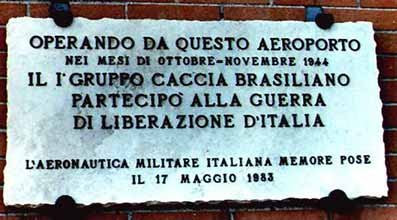 OPERANDO DA QUESTO AEROPORTO
NEI MESI DI OTTOBRE-NOVEMBRE 1944
IL I° GRUPPO CACCIA BRASILIANO
PARTECIPÒ ALLA GUERRA
DI LIBERAZIONE D'ITALIA
L'AERONAUTICA MILITARE ITALIANA MEMORE POSE
IL 17 MAGGIO 1983